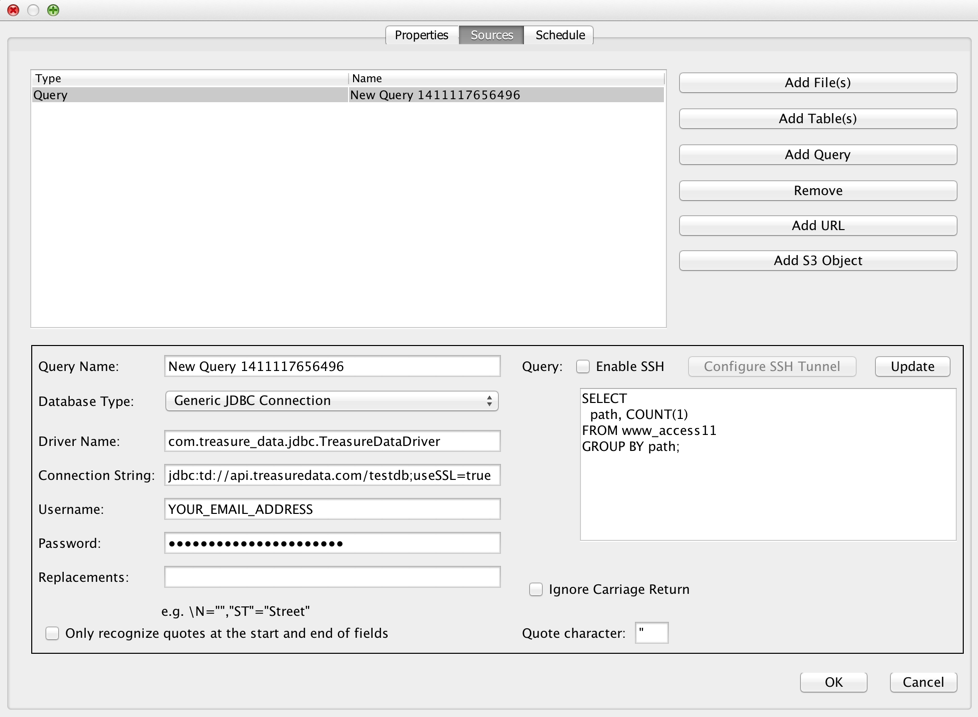 Properties Sources Schedule
Type Name
Query New Query 1411117656496
Add File(s)
Add Table(s)
Add Query
Remove
Add URL
Add S3 Object
Query Name: New Query 1411117656496
Database Type: Generic JDBC Connection
Driver Name: com.treasure_data.jdbc.TreasureDataDriver
Connection String: jdbc:td://api.treasuredata.com/testdb;useSSL=true
Username: YOUR_EMAIL_ADDRESS
Password: ••••••••••••••••••••••
Replacements:
e.g. \N="","ST"="Street"
Only recognize quotes at the start and end of fields
Query: Enable SSH Configure SSH Tunnel Update
SELECT
path, COUNT(1)
FROM www_access11
GROUP BY path;
Ignore Carriage Return
Quote character: "
OK Cancel